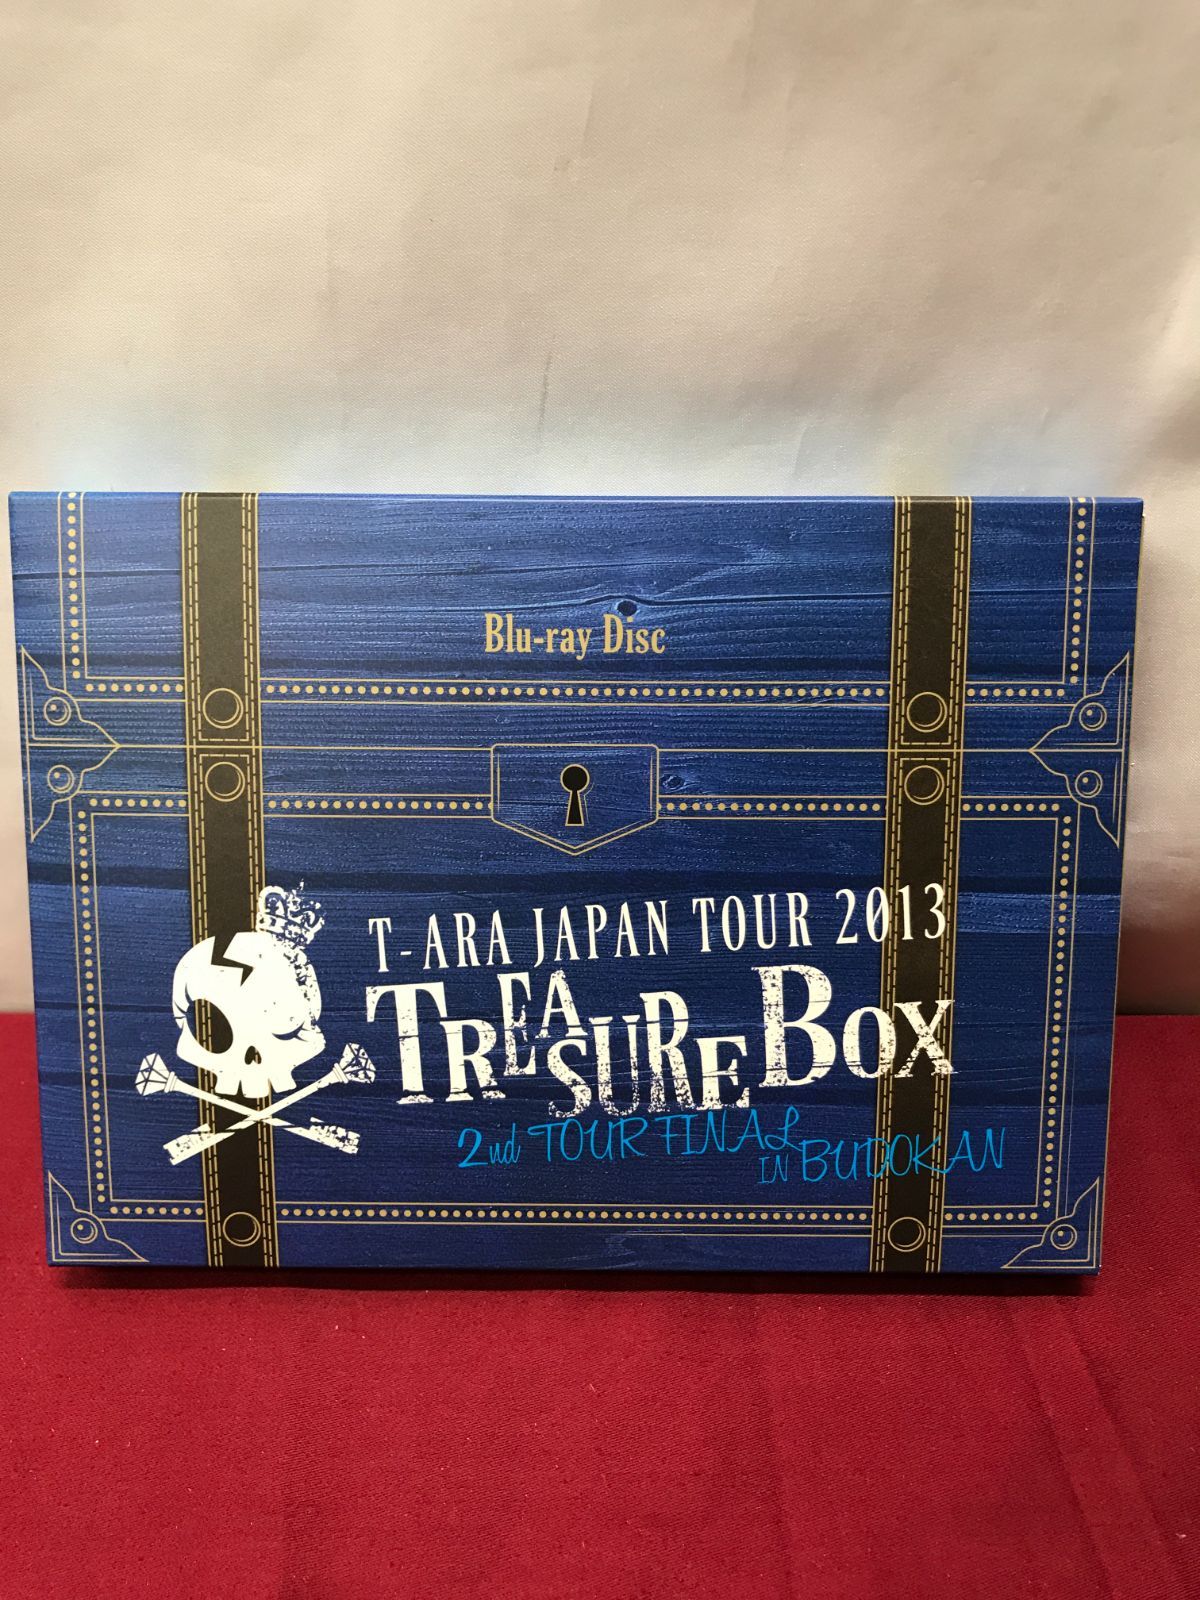 Blu-ray Disc
T-ARA JAPAN TOUR 2013
TREASURE BOX
2nd TOUR FINAL
IN BUDOKAN